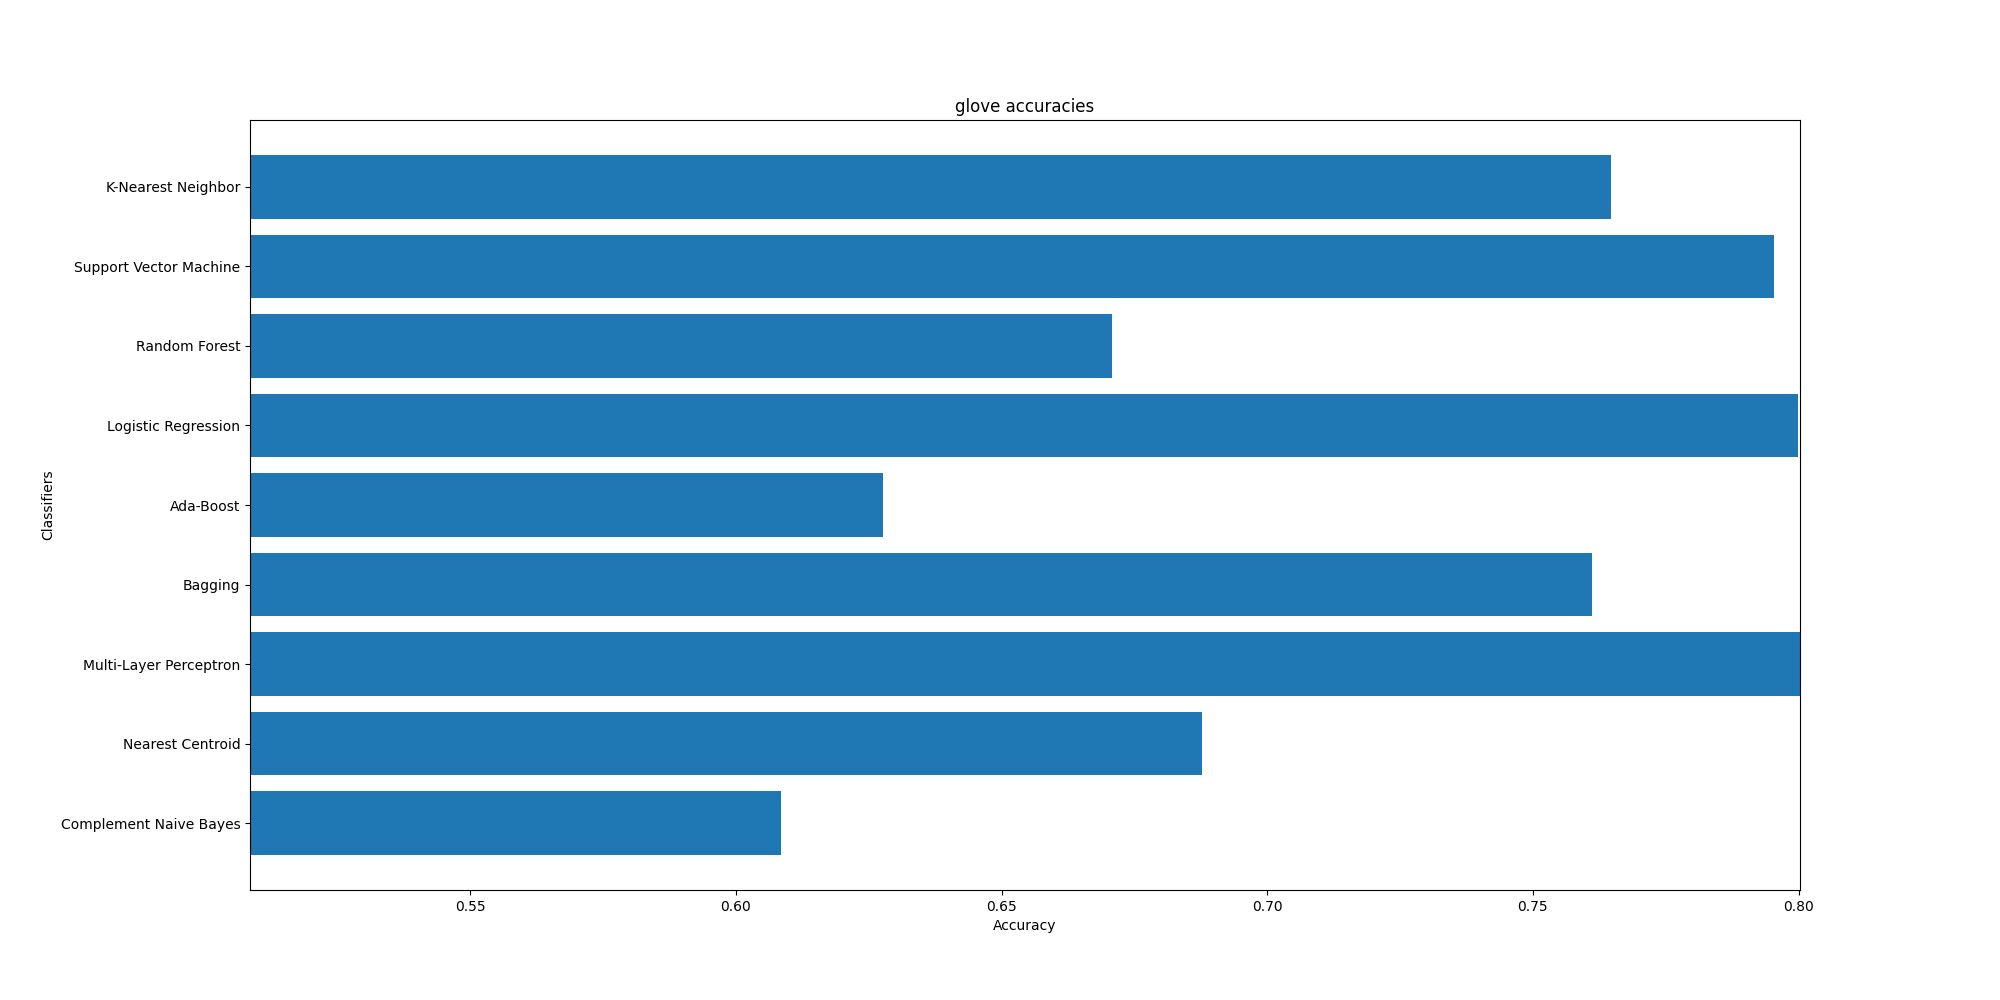 glove accuracies
K-Nearest Neighbor
Support Vector Machine
Random Forest
Logistic Regression
Ada-Boost
Bagging
Multi-Layer Perceptron
Nearest Centroid
Complement Naive Bayes
Classifiers
0.55 0.60 0.65 0.70 0.75 0.80
Accuracy